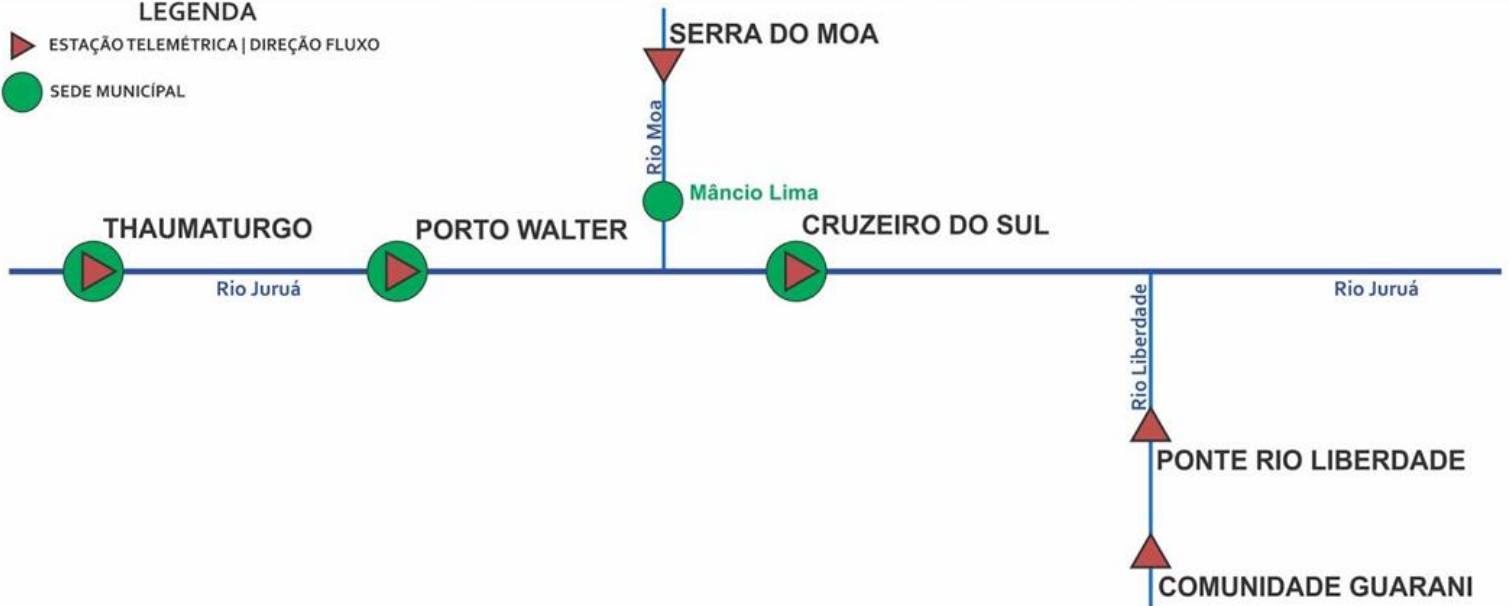 LEGENDA
ESTAÇÃO TELEMÉTRICA | DIREÇÃO FLUXO
SEDE MUNICÍPAL
SERRA DO MOA
Rio Moa
Mâncio Lima
THAUMATURGO
PORTO WALTER
CRUZEIRO DO SUL
Rio Juruá
Rio Juruá
Rio Liberdade
PONTE RIO LIBERDADE
COMUNIDADE GUARANI